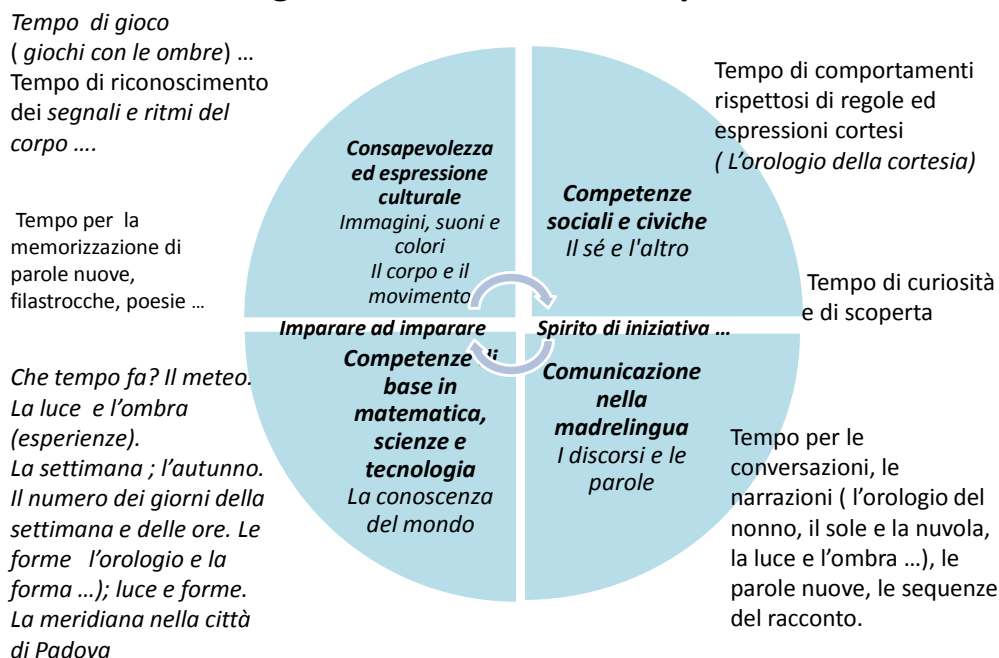 Tempo di gioco
( giochi con le ombre) …
Tempo di riconoscimento
dei segnali e ritmi del
corpo ….
Tempo per la
memorizzazione di
parole nuove,
filastrocche, poesie …
Che tempo fa? Il meteo.
La luce e l’ombra
(esperienze).
La settimana ; l’autunno.
Il numero dei giorni della
settimana e delle ore. Le
forme l’orologio e la
forma …); luce e forme.
La meridiana nella città
di Padova
Consapevolezza
ed espressione
culturale
Immagini, suoni e
colori
Il corpo e il
movimento
Competenze
sociali e civiche
Il sé e l'altro
Imparare ad imparare
Spirito di iniziativa …
Competenze di
base in
matematica,
scienze e
tecnologia
La conoscenza
del mondo
Comunicazione
nella
madrelingua
I discorsi e le
parole
Tempo di comportamenti
rispettosi di regole ed
espressioni cortesi
( L’orologio della cortesia)
Tempo di curiosità
e di scoperta
Tempo per le
conversazioni, le
narrazioni ( l’orologio del
nonno, il sole e la nuvola,
la luce e l’ombra …), le
parole nuove, le sequenze
del racconto.